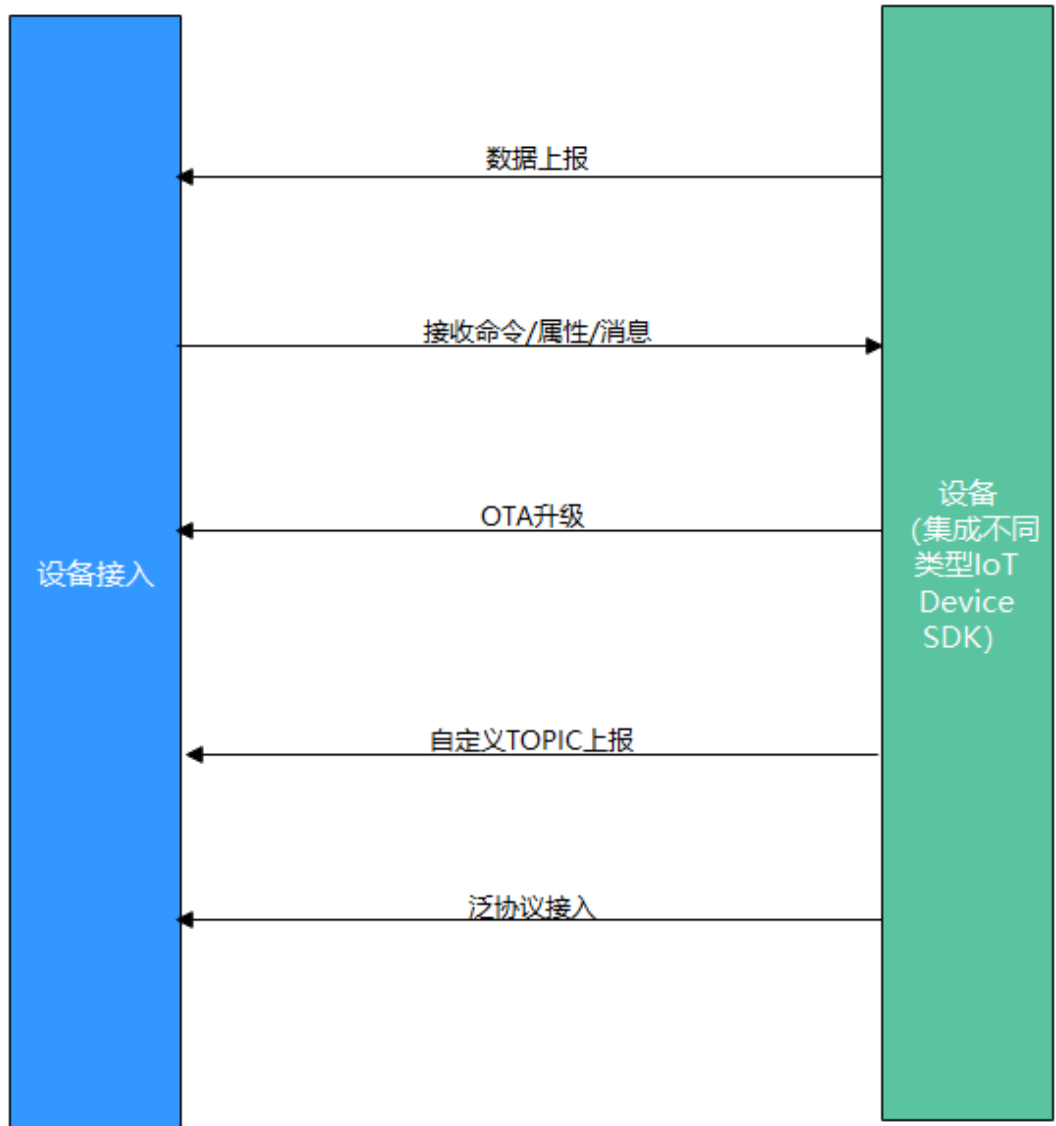 数据上报
接收命令/属性/消息
OTA升级
设备接入
设备
(集成不同
类型IoT
Device
SDK)
自定义TOPIC上报
泛协议接入